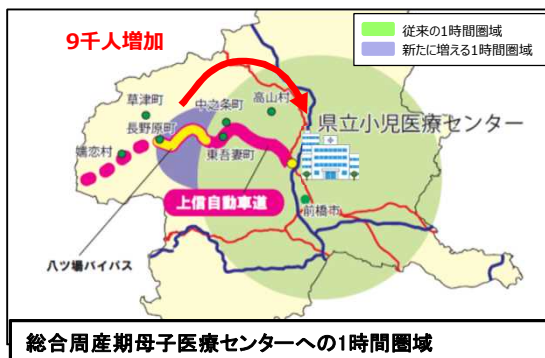 9千人増加
従来の1時間圏域
新たに増える1時間圏域
草津町
中之条町
高山村
県立小児医療センター
長野原町
嬬恋村
東吾妻町
上信自動車道
前橋市
八ツ場バイパス
総合周産期母子医療センターへの1時間圏域